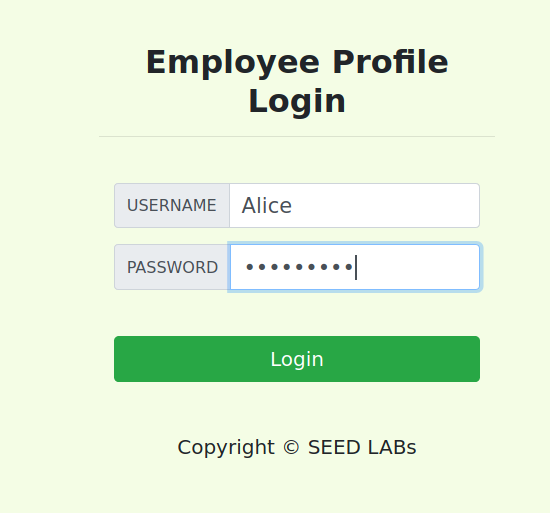 Employee Profile
Login
USERNAME Alice
PASSWORD •••••••••
Login
Copyright © SEED LABs